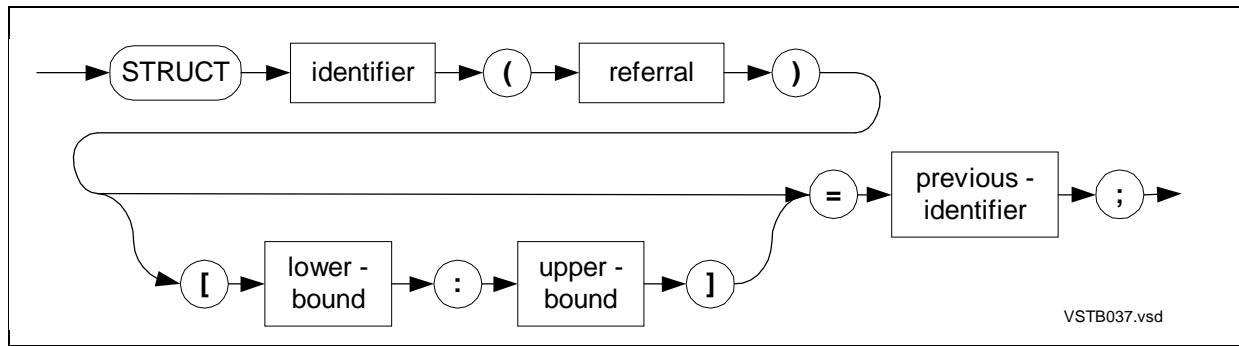 STRUCT identifier ( referral )
= previous - identifier ;
[ lower - bound : upper - bound ]
VSTB037.vsd